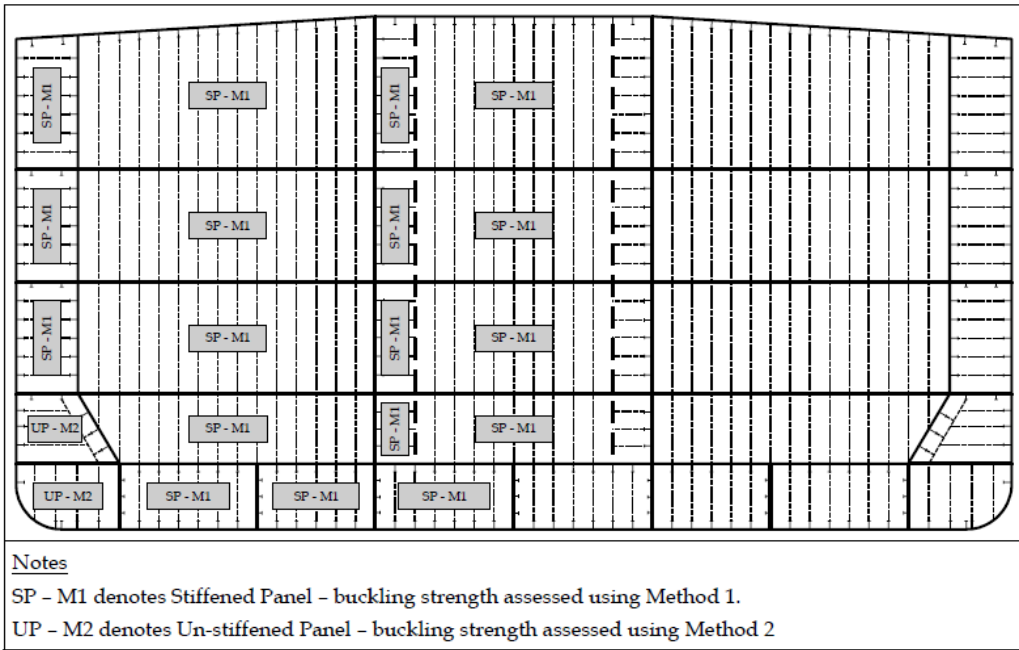 SP - M1
SP - M1
SP - M1
SP - M1
SP - M1
SP - M1
SP - M1
SP - M1
SP - M1
SP - M1
SP - M1
SP - M1
UP - M2
SP - M1
SP - M1
SP - M1
UP - M2
SP - M1
SP - M1
SP - M1
Notes
SP – M1 denotes Stiffened Panel – buckling strength assessed using Method 1.
UP – M2 denotes Un-stiffened Panel – buckling strength assessed using Method 2